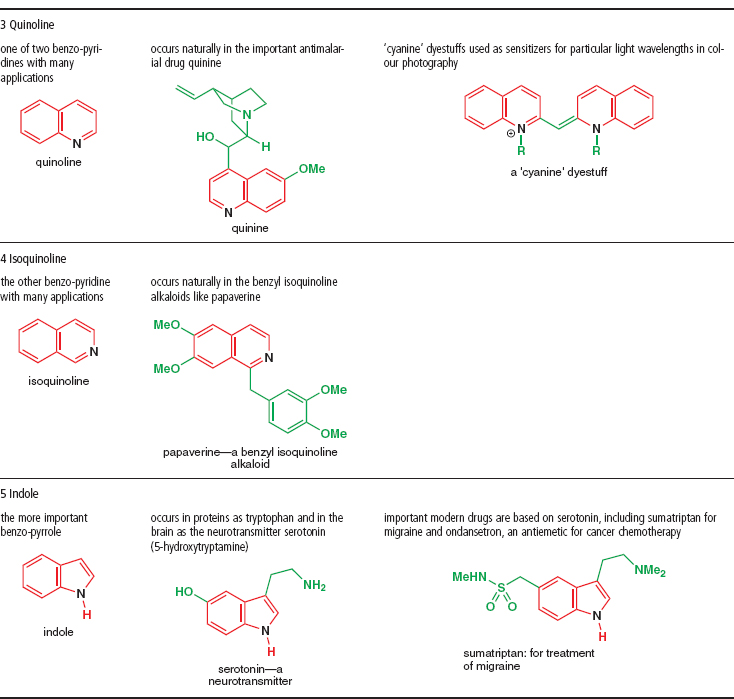 3 Quinoline
one of two benzo-pyri-
dines with many
applications
occurs naturally in the important antimalar-
ial drug quinine
‘cyanine’ dyestuffs used as sensitizers for particular light wavelengths in col-
our photography
N
quinoline
N
HO
H
OMe
N
quinine
N
⊕
R
N
R
a 'cyanine' dyestuff
4 Isoquinoline
the other benzo-pyridine
with many applications
occurs naturally in the benzyl isoquinoline
alkaloids like papaverine
N
isoquinoline
MeO
MeO
N
OMe
OMe
papaverine—a benzyl isoquinoline
alkaloid
5 Indole
the more important
benzo-pyrrole
occurs in proteins as tryptophan and in the
brain as the neurotransmitter serotonin
(5-hydroxytryptamine)
important modern drugs are based on serotonin, including sumatriptan for
migraine and ondansetron, an antiemetic for cancer chemotherapy
N
H
indole
HO
NH2
N
H
serotonin—a
neurotransmitter
MeHN
S
O
O
NMe2
N
H
sumatriptan: for treatment
of migraine